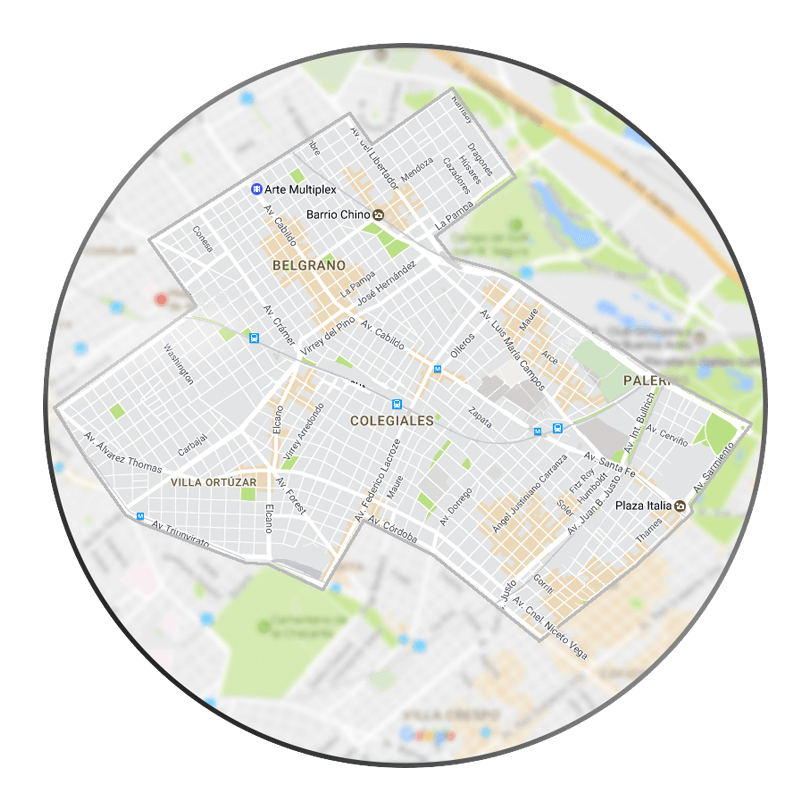 Ramsay
Av. del Libertador
Dragones
Húsares
Cazadores
Mendoza
Arte Multiplex
Av. Cabildo
Barrio Chino
La Pampa
Conesa
BELGRANO
La Pampa
José Hernández
Av. Crámer
Virrey del Pino
Av. Cabildo
Olleros
Av. Luis María Campos
Maure
Arce
Washington
PALER
Av. Int. Bullrich
Zapata
COLEGIALES
Elcano
Virrey Arredondo
Carbajal
Av. Cerviño
Av. Álvarez Thomas
Av. Santa Fe
Av. Sarmiento
VILLA ORTÚZAR
Av. Federico Lacroze
Maure
Av. Forest
Av. Dorrego
Ángel Justiniano Carranza
Fitz Roy
Humboldt
Soler
Av. Juan B. Justo
Plaza Italia
Elcano
Av. Triunvirato
Av. Córdoba
Thames
Gorriti
Justo
Av. Cnel. Niceto Vega
VILLA CRESPO
Google